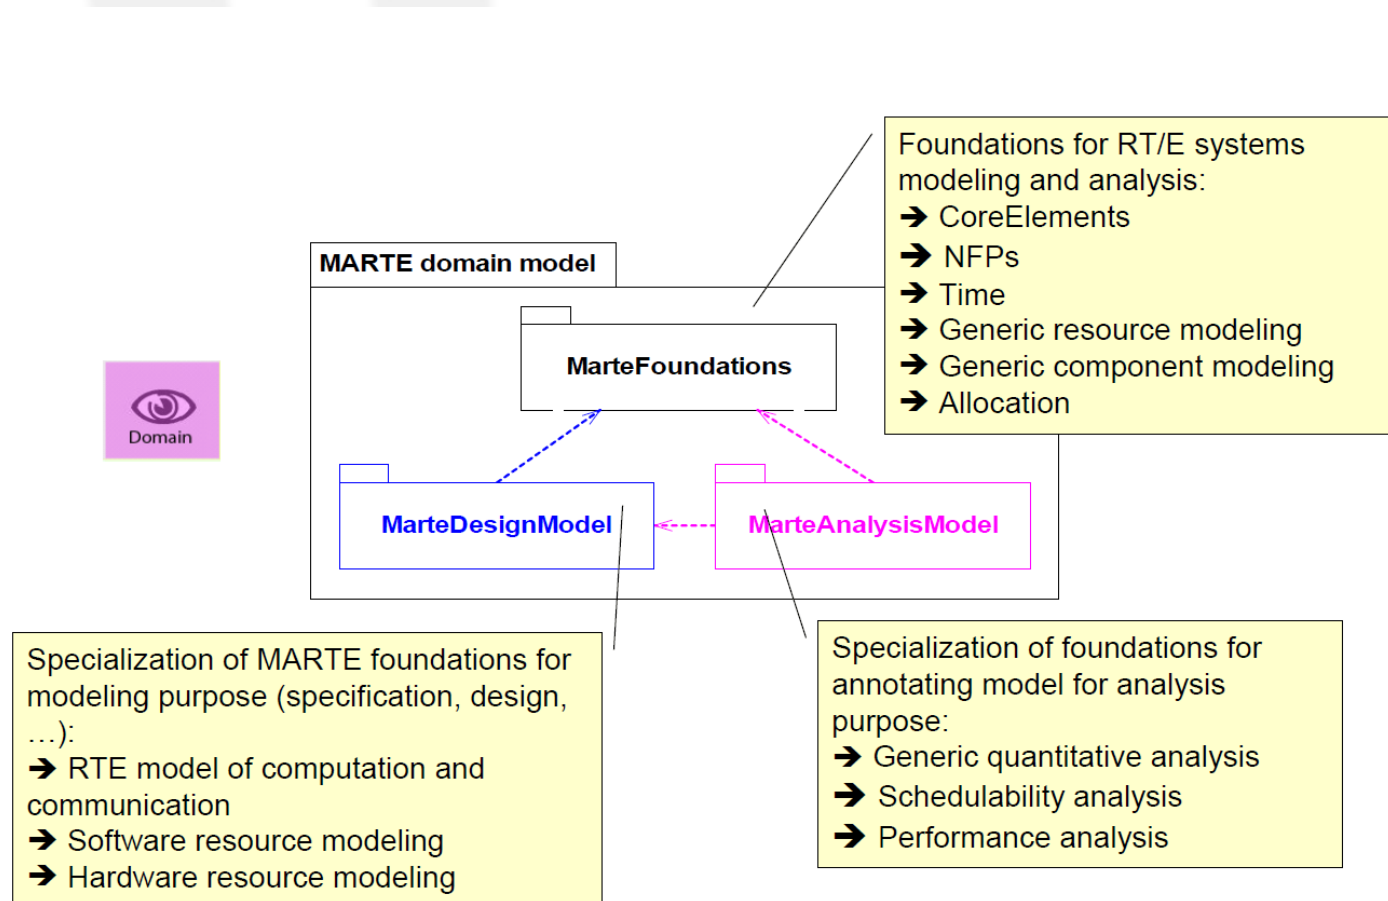 Foundations for RT/E systems
modeling and analysis:
➔ CoreElements
➔ NFPs
➔ Time
➔ Generic resource modeling
➔ Generic component modeling
➔ Allocation
MARTE domain model
MarteFoundations
Domain
MarteDesignModel
MarteAnalysisModel
Specialization of MARTE foundations for
modeling purpose (specification, design,
…):
➔ RTE model of computation and
communication
➔ Software resource modeling
➔ Hardware resource modeling
Specialization of foundations for
annotating model for analysis
purpose:
➔ Generic quantitative analysis
➔ Schedulability analysis
➔ Performance analysis